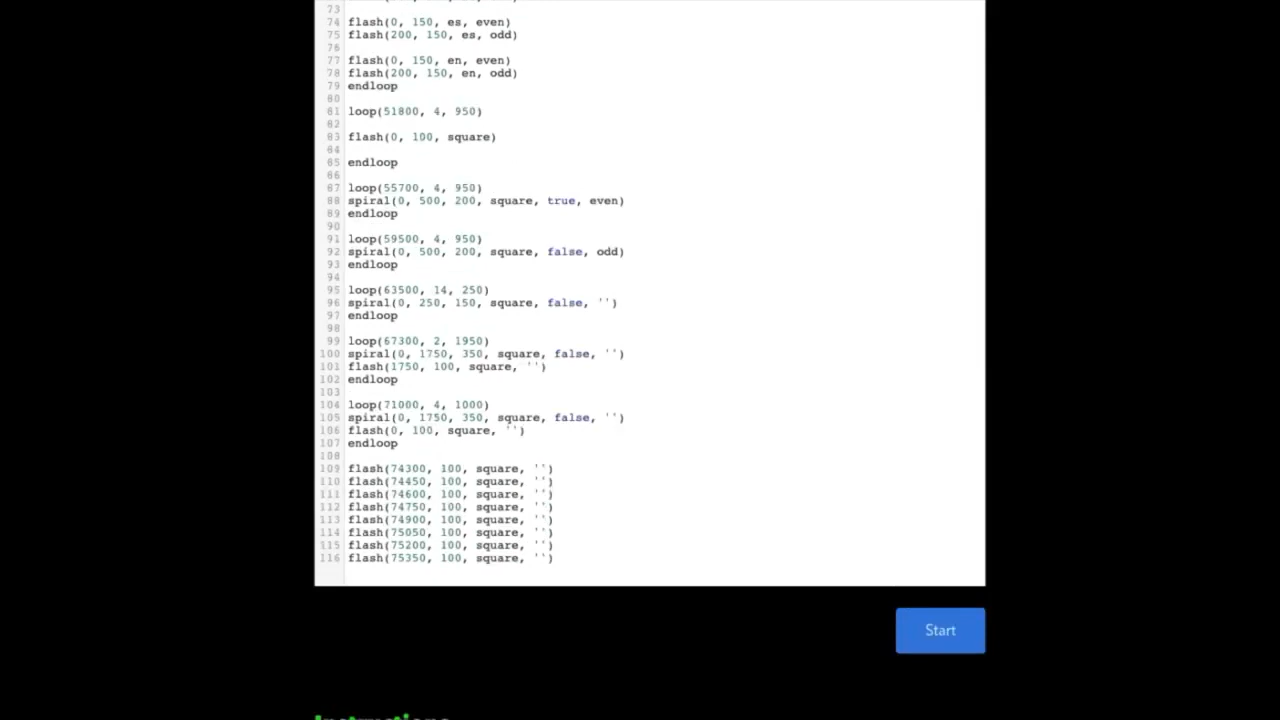 73
74 flash(0, 150, es, even)
75 flash(200, 150, es, odd)
76
77 flash(0, 150, en, even)
78 flash(200, 150, en, odd)
79 endloop
80
81 loop(51800, 4, 950)
82
83 flash(0, 100, square)
84
85 endloop
86
87 loop(55700, 4, 950)
88 spiral(0, 500, 200, square, true, even)
89 endloop
90
91 loop(59500, 4, 950)
92 spiral(0, 500, 200, square, false, odd)
93 endloop
94
95 loop(63500, 14, 250)
96 spiral(0, 250, 150, square, false, '')
97 endloop
98
99 loop(67300, 2, 1950)
100 spiral(0, 1750, 350, square, false, '')
101 flash(1750, 100, square, '')
102 endloop
103
104 loop(71000, 4, 1000)
105 spiral(0, 1750, 350, square, false, '')
106 flash(0, 100, square, '')
107 endloop
108
109 flash(74300, 100, square, '')
110 flash(74450, 100, square, '')
111 flash(74600, 100, square, '')
112 flash(74750, 100, square, '')
113 flash(74900, 100, square, '')
114 flash(75050, 100, square, '')
115 flash(75200, 100, square, '')
116 flash(75350, 100, square, '')
Start
Instructions